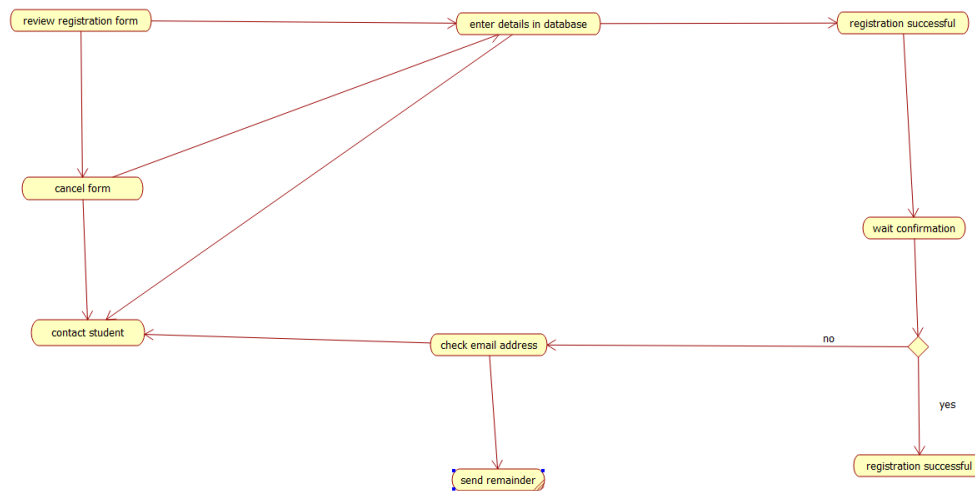 review registration form
enter details in database
registration successful
cancel form
wait confirmation
contact student
check email address
no
yes
registration successful
send remainder